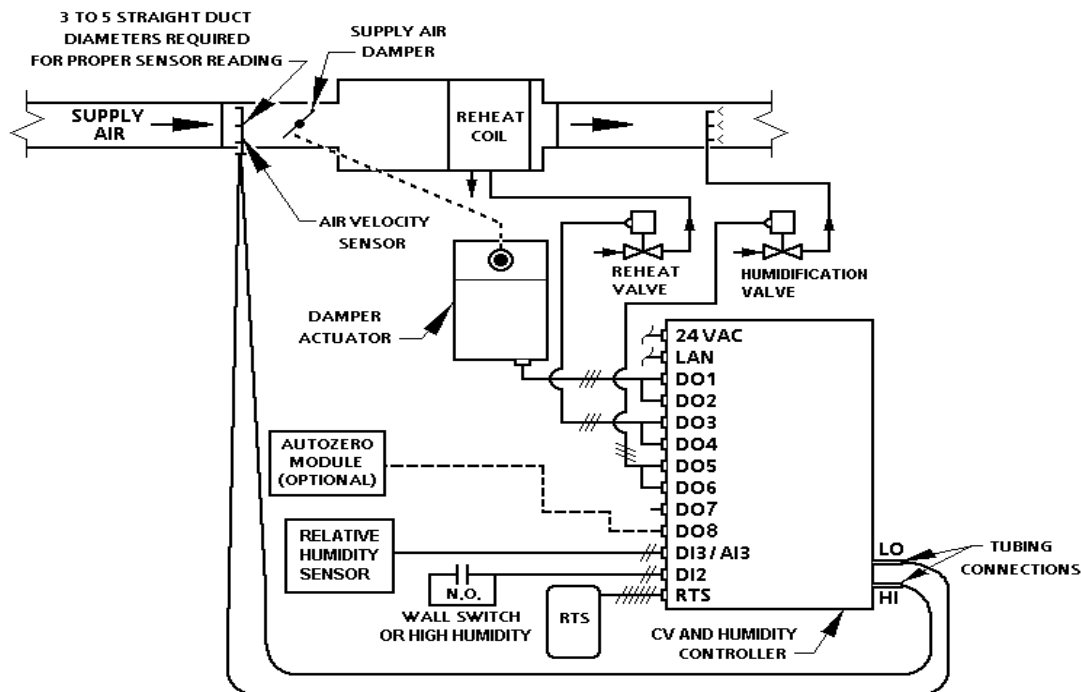 3 TO 5 STRAIGHT DUCT
DIAMETERS REQUIRED
FOR PROPER SENSOR READING
SUPPLY AIR
DAMPER
SUPPLY
AIR
REHEAT
COIL
AIR VELOCITY
SENSOR
REHEAT
VALVE
HUMIDIFICATION
VALVE
DAMPER
ACTUATOR
24 VAC
LAN
DO1
DO2
DO3
DO4
DO5
DO6
DO7
DO8
DI3 / AI3
DI2
RTS
AUTOZERO
MODULE
(OPTIONAL)
RELATIVE
HUMIDITY
SENSOR
N.O.
WALL SWITCH
OR HIGH HUMIDITY
RTS
LO
HI
TUBING
CONNECTIONS
CV AND HUMIDITY
CONTROLLER